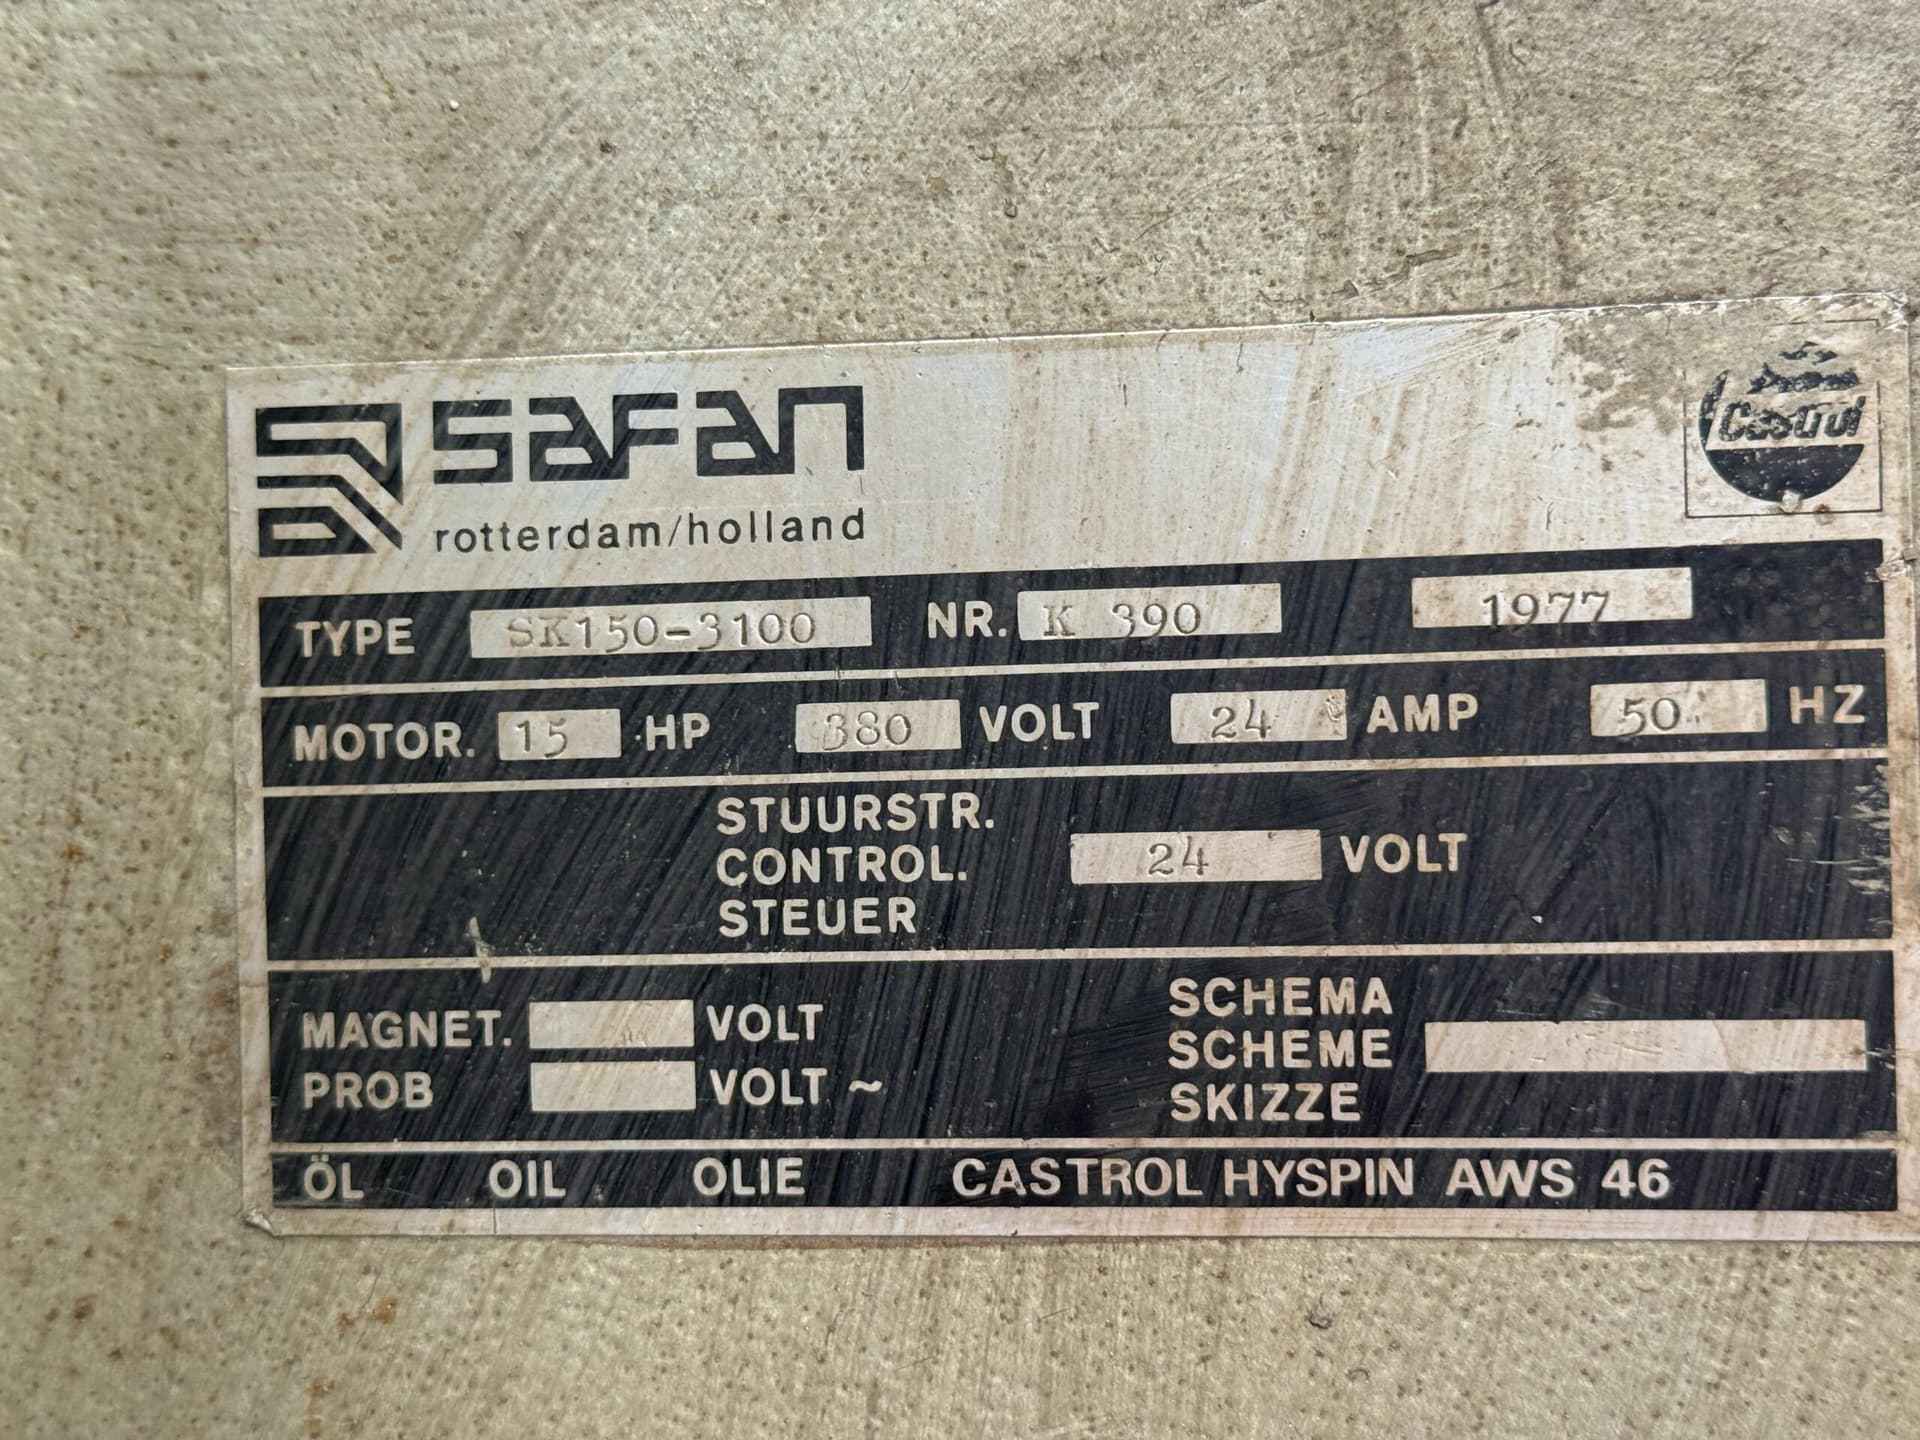 SAFAN
rotterdam/holland
Castrol
TYPE SK150-3100 NR. K 390 1977
MOTOR. 15 HP 380 VOLT 24 AMP 50 HZ
STUURSTR.
CONTROL. 24 VOLT
STEUER
MAGNET. VOLT
PROB VOLT ~
SCHEMA
SCHEME
SKIZZE
ÖL OIL OLIE CASTROL HYSPIN AWS 46